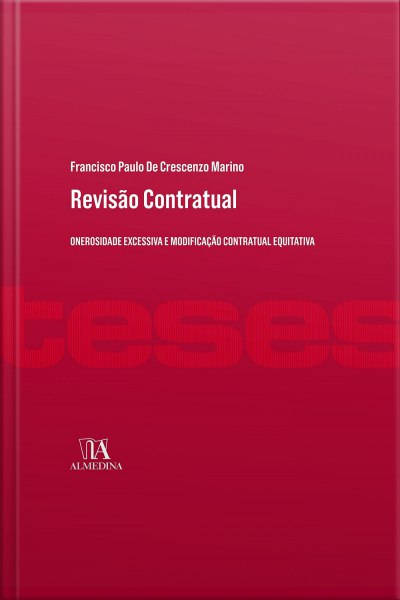 Francisco Paulo De Crescenzo Marino
Revisão Contratual
ONEROSIDADE EXCESSIVA E MODIFICAÇÃO CONTRATUAL EQUITATIVA
teses
ALMEDINA